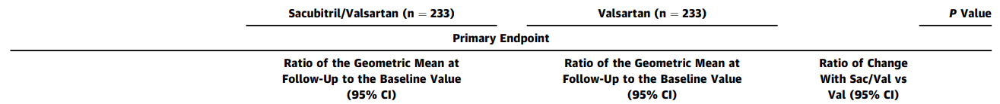 Sacubitril/Valsartan (n = 233) Valsartan (n = 233) P Value
Primary Endpoint
Ratio of the Geometric Mean at Ratio of the Geometric Mean at Ratio of Change
Follow-Up to the Baseline Value Follow-Up to the Baseline Value With Sac/Val vs
(95% CI) (95% CI) Val (95% CI)